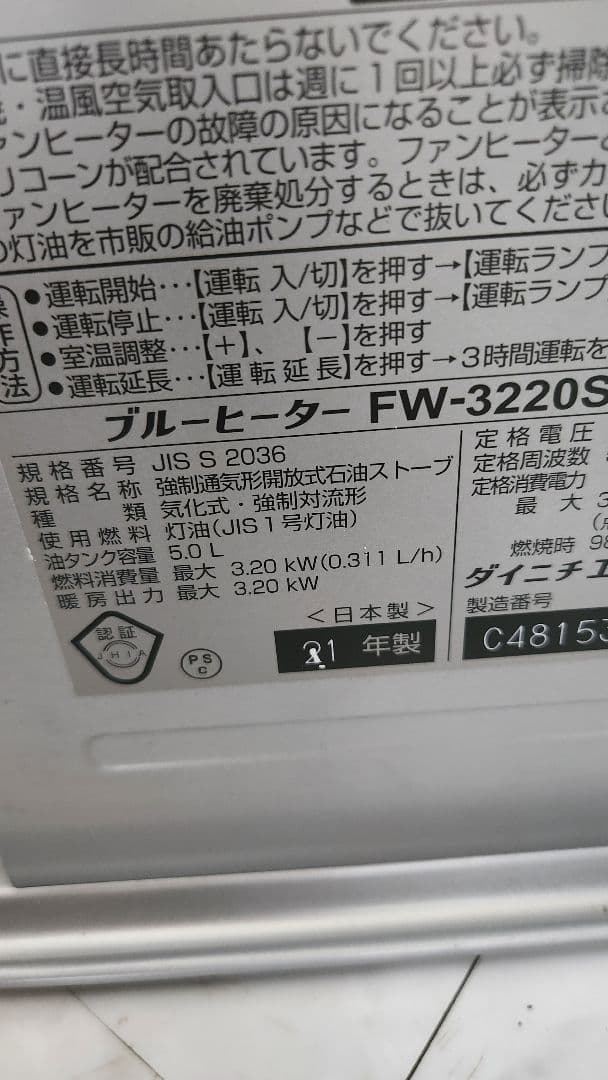 に直接長時間あたらないでください。
・温風空気取入口は週に1回以上必ず掃除
ァンヒーターの故障の原因になることが表示
リコーンが配合されています。ファンヒーター
ァンヒーターを廃棄処分するときは、必ずカ
の灯油を市販の給油ポンプなどで抜いてくださ
操作方法
●運転開始･･･【運転 入/切】を押す→【運転ランプ
●運転停止･･･【運転 入/切】を押す→【運転ランプ
●室温調整･･･【+】、【−】を押す
●運転延長･･･【運転延長】を押す→3時間運転を
ブルーヒーター FW-3220S
規格番号 JIS S 2036
規格名称 強制通気形開放式石油ストーブ
種類 気化式・強制対流形
使用燃料 灯油(JIS1号灯油)
油タンク容量 5.0 L
燃料消費量 最大 3.20 kW(0.311 L/h)
暖房出力 最大 3.20 kW
<日本製>
認証
JHIA
PS
C
21 年製
定格電圧
定格周波数
定格消費電力
最大 3
燃焼時 98
ダイニチエ
製造番号
C48153